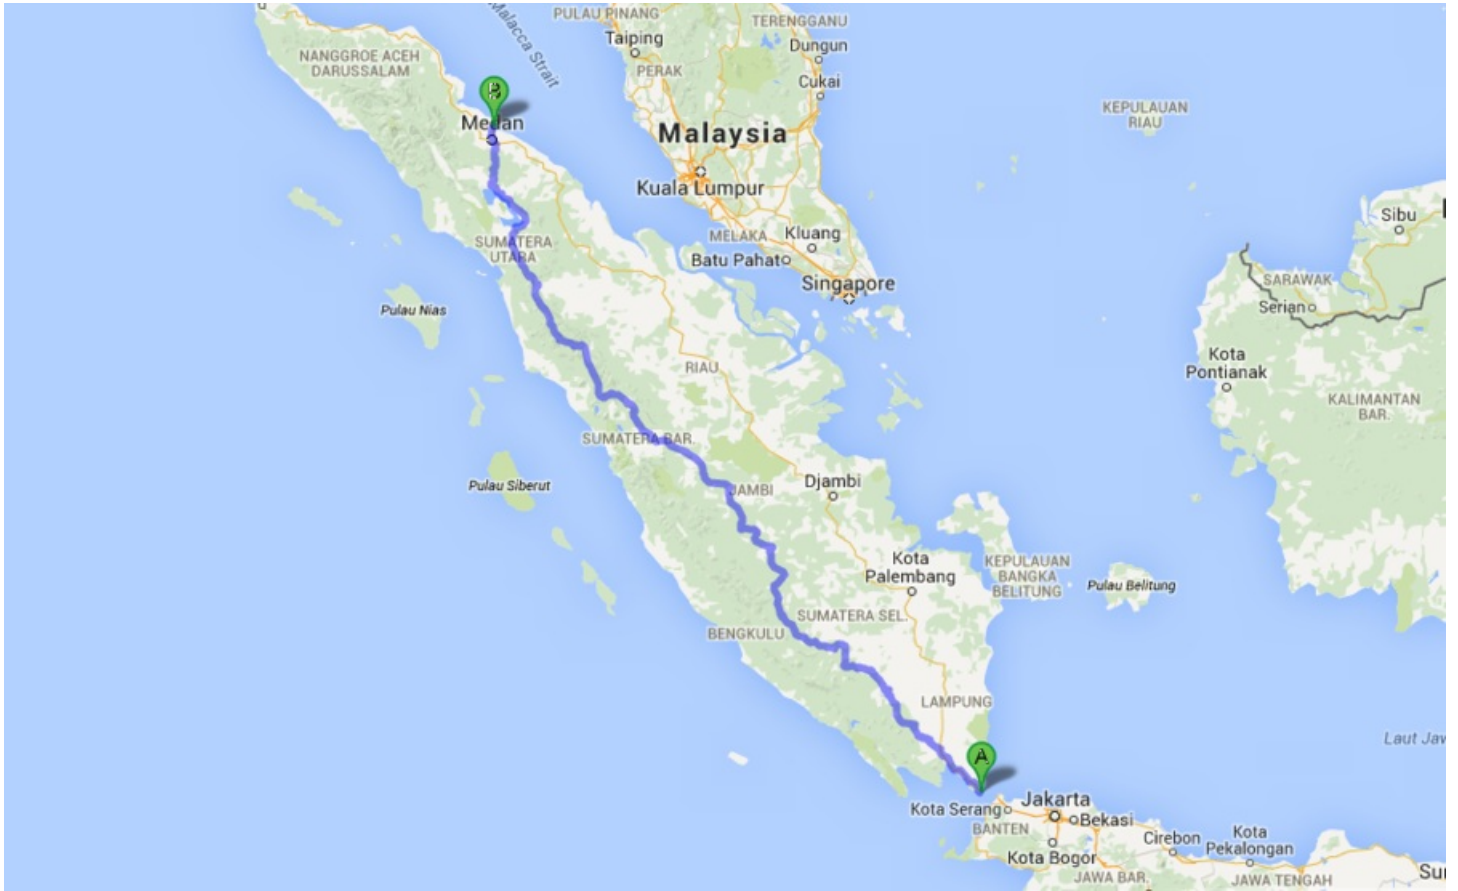 PULAU PINANG
TERENGGANU
Malacca Strait
Taiping
Dungun
NANGGROE ACEH
DARUSSALAM
PERAK
Cukai
KEPULAUAN
RIAU
Medan
Malaysia
Kuala Lumpur
Sibu
MELAKA
Kluang
SUMATERA
UTARA
Batu Pahat
Singapore
SARAWAK
Serian
Pulau Nias
Kota
Pontianak
RIAU
KALIMANTAN
BAR.
SUMATERA BAR.
Pulau Siberut
JAMBI
Djambi
Kota
Palembang
KEPULAUAN
BANGKA
BELITUNG
Pulau Belitung
SUMATERA SEL.
BENGKULU
LAMPUNG
Laut Jaw
A
Kota Serang
Jakarta
BANTEN
Bekasi
Cirebon
Kota
Pekalongan
Kota Bogor
JAWA BAR.
JAWA TENGAH
Sur